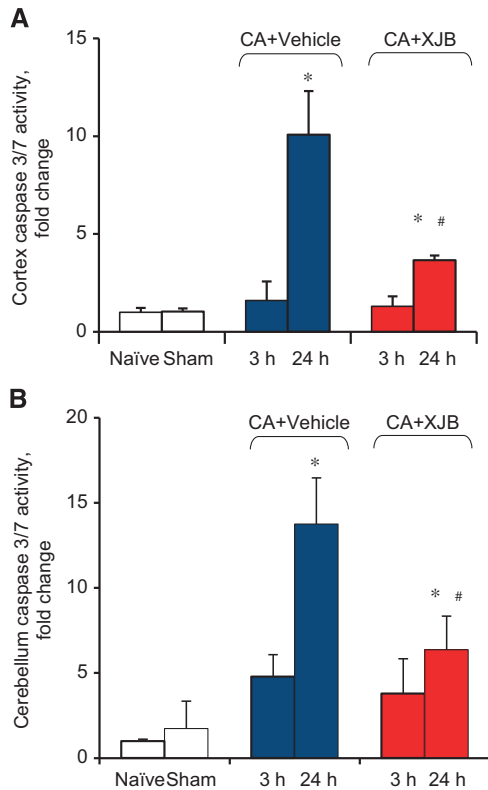 A
Cortex caspase 3/7 activity,
fold change
15
10
5
0
CA+Vehicle
CA+XJB
*
* #
Naïve Sham
3 h 24 h
3 h 24 h
B
Cerebellum caspase 3/7 activity,
fold change
20
15
10
5
0
CA+Vehicle
CA+XJB
*
* #
Naïve Sham
3 h 24 h
3 h 24 h